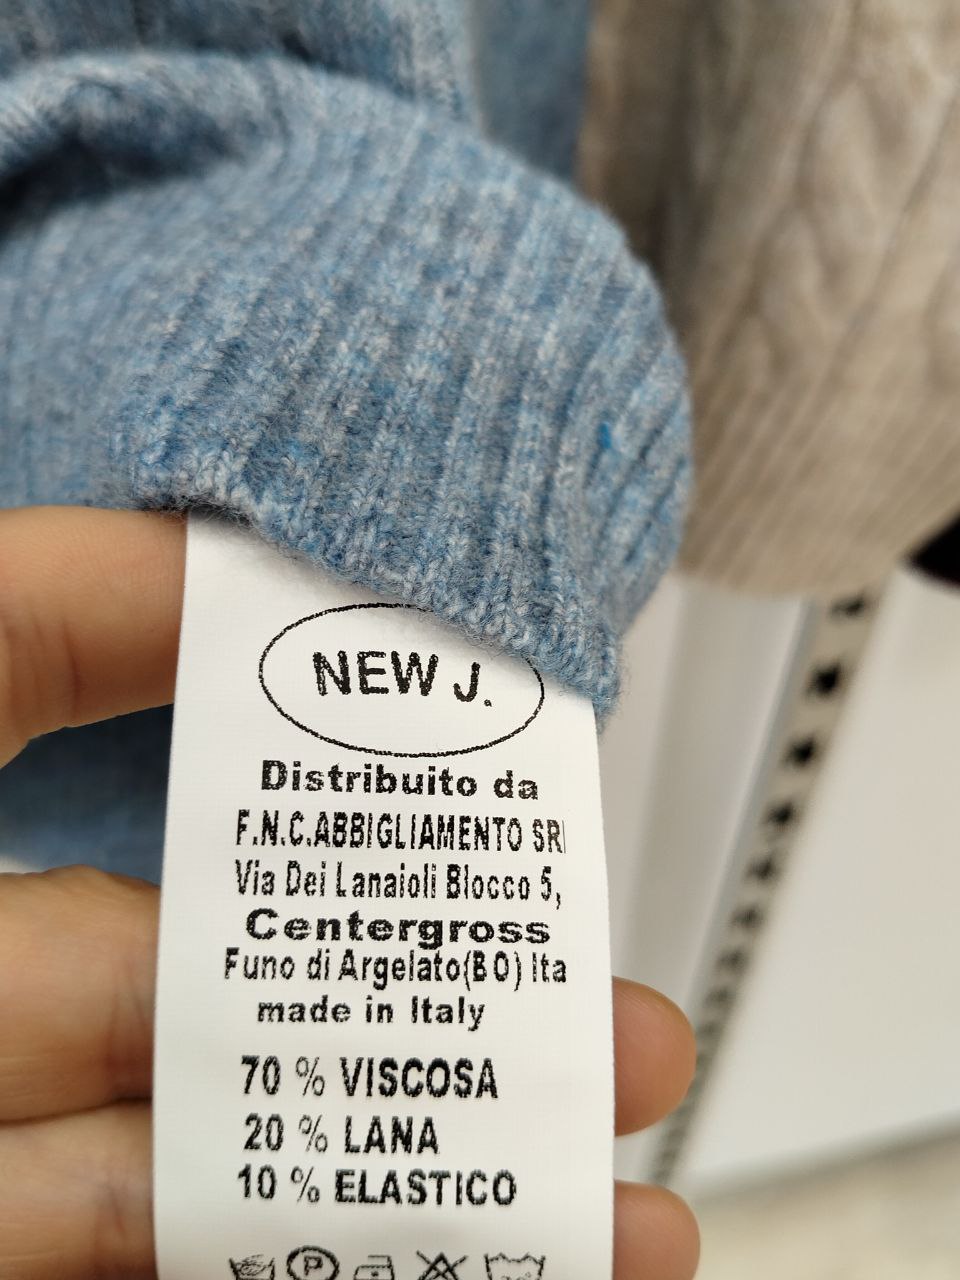 NEW J.
Distribuito da
F.N.C.ABBIGLIAMENTO SRl
Via Dei Lanaioli Blocco 5,
Centergross
Funo di Argelato(BO) Ita
made in Italy
70 % VISCOSA
20 % LANA
10 % ELASTICO
P